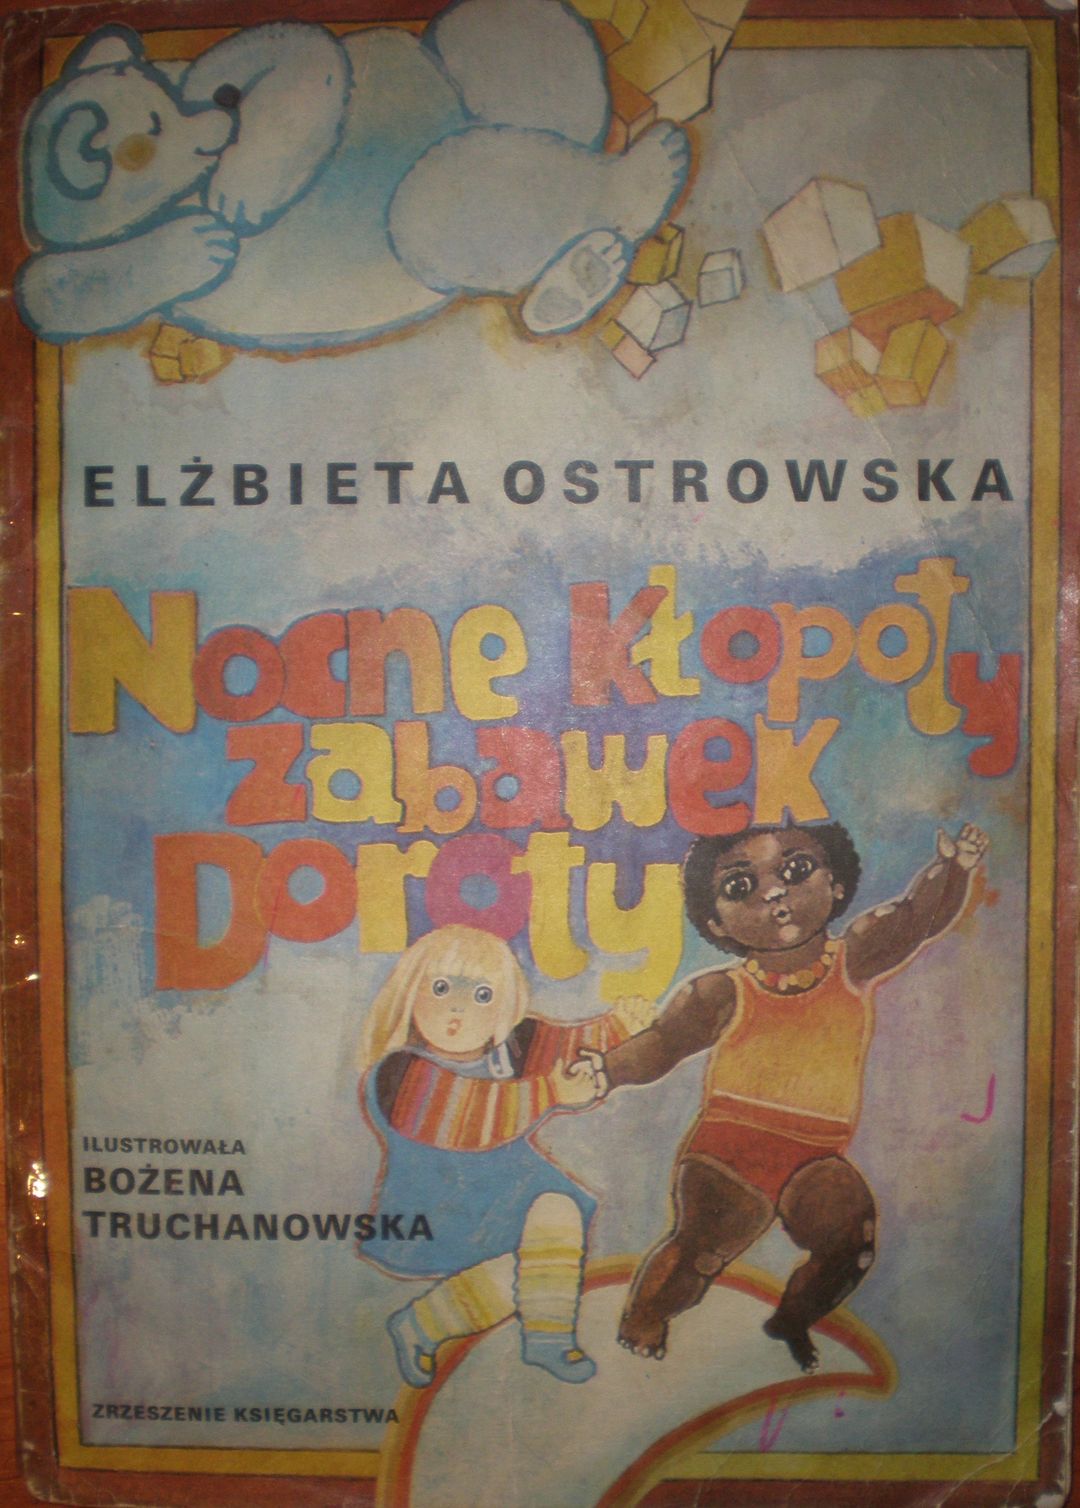 ELŻBIETA OSTROWSKA
Nocne kłopoty
zabawek
Doroty
ILUSTROWAŁA
BOŻENA
TRUCHANOWSKA
ZRZESZENIE KSIĘGARSTWA